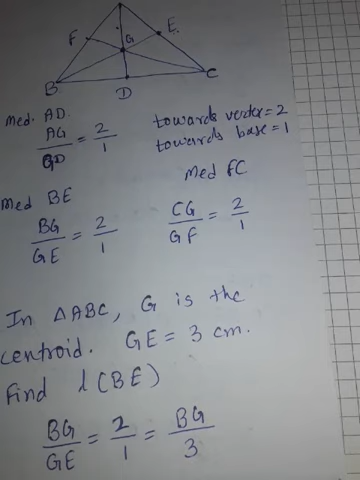 F
E.
G
B
D
C
Med. AD.
AG/GD = 2/1
towards vertex = 2
towards base = 1
Med FC
Med BE
BG/GE = 2/1
CG/GF = 2/1
In △ABC, G is the
centroid. GE = 3 cm.
Find l(BE)
BG/GE = 2/1 = BG/3